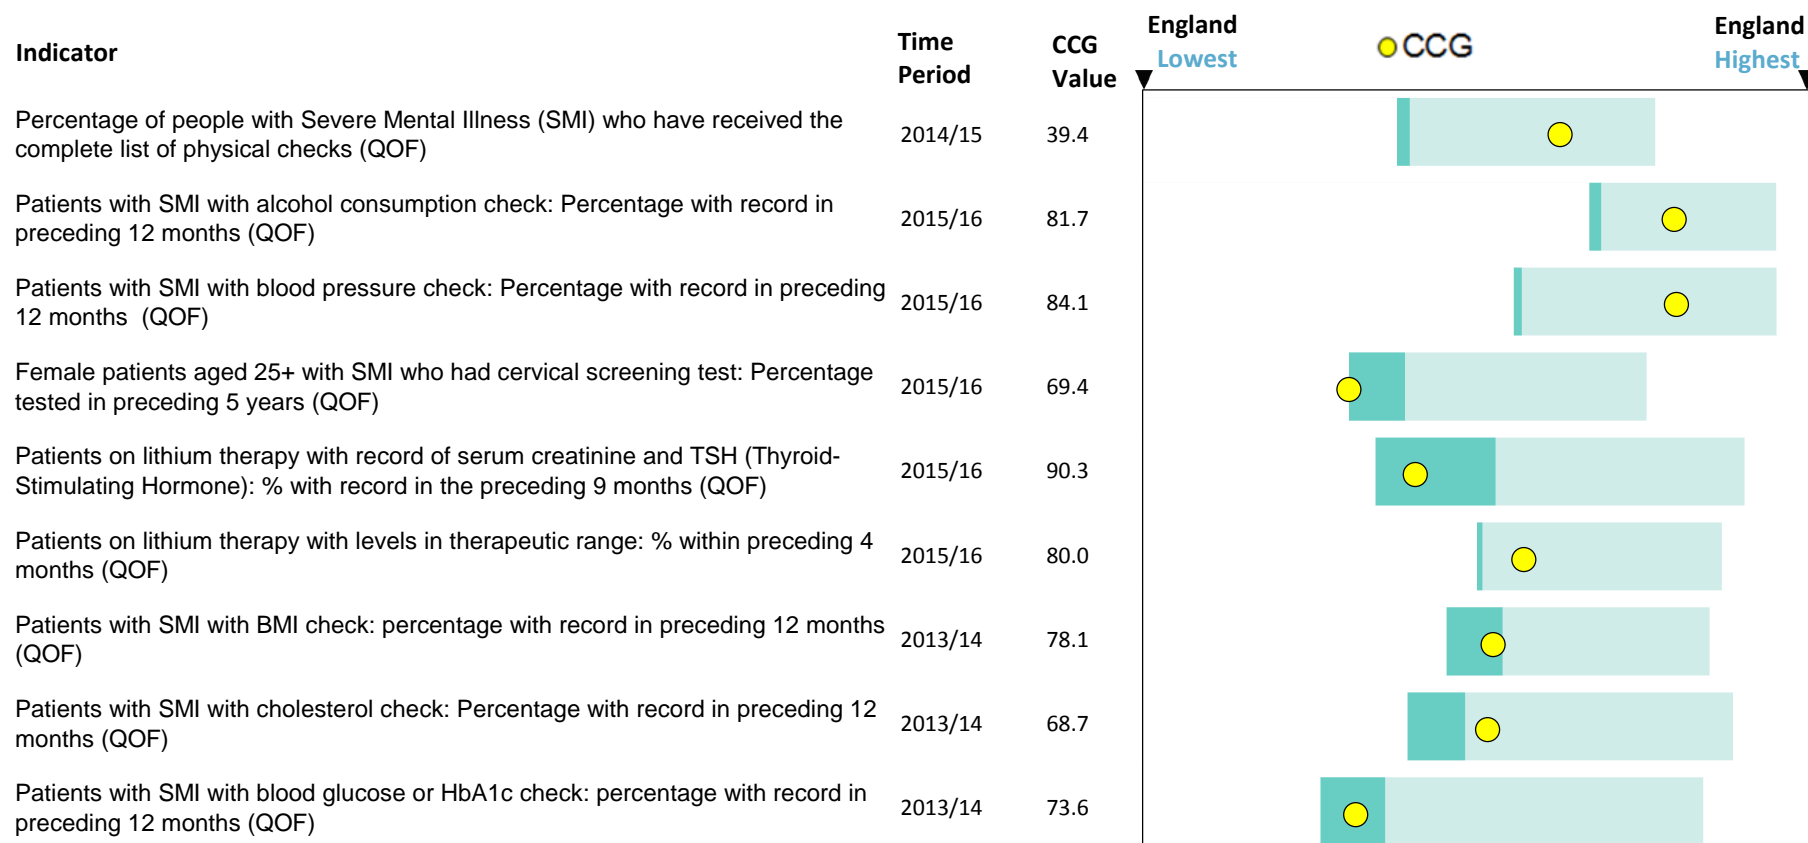 Indicator
Time
Period
CCG
Value
England
Lowest
CCG
England
Highest
Percentage of people with Severe Mental Illness (SMI) who have received the
complete list of physical checks (QOF)
2014/15
39.4
Patients with SMI with alcohol consumption check: Percentage with record in
preceding 12 months (QOF)
2015/16
81.7
Patients with SMI with blood pressure check: Percentage with record in preceding
12 months  (QOF)
2015/16
84.1
Female patients aged 25+ with SMI who had cervical screening test: Percentage
tested in preceding 5 years (QOF)
2015/16
69.4
Patients on lithium therapy with record of serum creatinine and TSH (Thyroid-
Stimulating Hormone): % with record in the preceding 9 months (QOF)
2015/16
90.3
Patients on lithium therapy with levels in therapeutic range: % within preceding 4
months (QOF)
2015/16
80.0
Patients with SMI with BMI check: percentage with record in preceding 12 months
(QOF)
2013/14
78.1
Patients with SMI with cholesterol check: Percentage with record in preceding 12
months (QOF)
2013/14
68.7
Patients with SMI with blood glucose or HbA1c check: percentage with record in
preceding 12 months (QOF)
2013/14
73.6